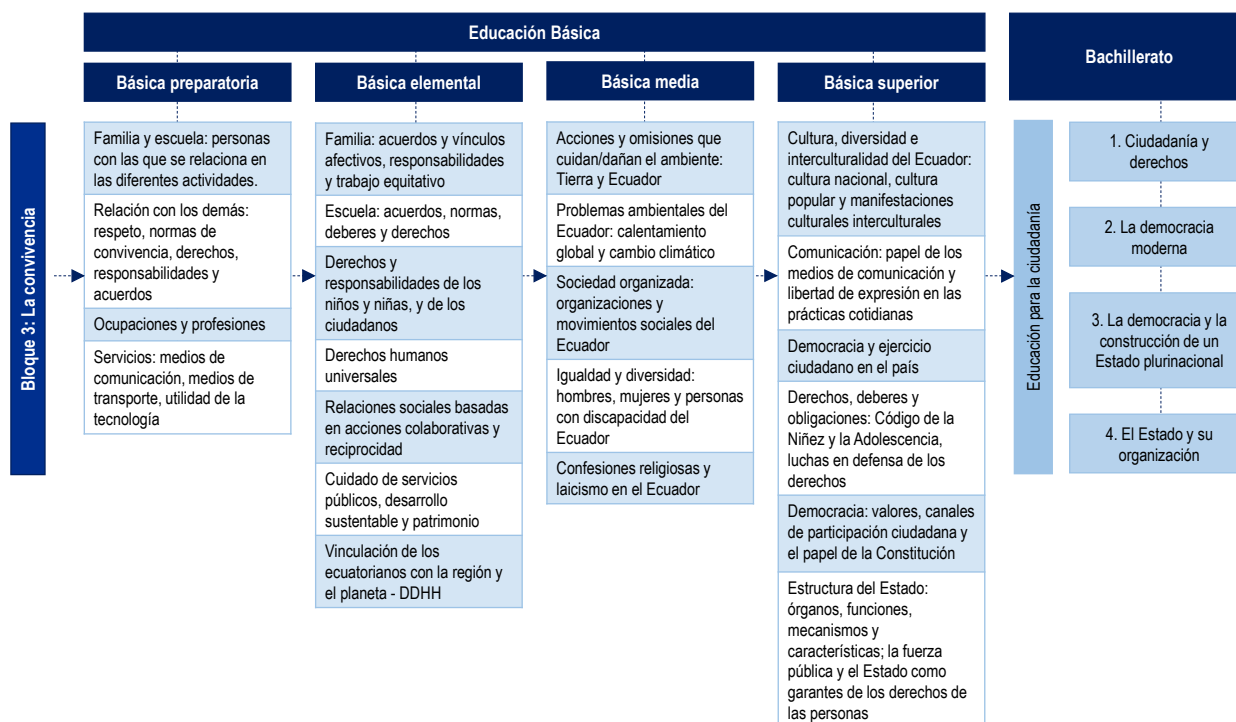 Educación Básica
Bachillerato
Básica preparatoria
Básica elemental
Básica media
Básica superior
Bloque 3: La convivencia
Familia y escuela: personas
con las que se relaciona en
las diferentes actividades.
Relación con los demás:
respeto, normas de
convivencia, derechos,
responsabilidades y
acuerdos
Ocupaciones y profesiones
Servicios: medios de
comunicación, medios de
transporte, utilidad de la
tecnología
Familia: acuerdos y vínculos
afectivos, responsabilidades
y trabajo equitativo
Escuela: acuerdos, normas,
deberes y derechos
Derechos y
responsabilidades de los
niños y niñas, y de los
ciudadanos
Derechos humanos
universales
Relaciones sociales basadas
en acciones colaborativas y
reciprocidad
Cuidado de servicios
públicos, desarrollo
sustentable y patrimonio
Vinculación de los
ecuatorianos con la región y
el planeta - DDHH
Acciones y omisiones que
cuidan/dañan el ambiente:
Tierra y Ecuador
Problemas ambientales del
Ecuador: calentamiento
global y cambio climático
Sociedad organizada:
organizaciones y
movimientos sociales del
Ecuador
Igualdad y diversidad:
hombres, mujeres y personas
con discapacidad del
Ecuador
Confesiones religiosas y
laicismo en el Ecuador
Cultura, diversidad e
interculturalidad del Ecuador:
cultura nacional, cultura
popular y manifestaciones
culturales interculturales
Comunicación: papel de los
medios de comunicación y
libertad de expresión en las
prácticas cotidianas
Democracia y ejercicio
ciudadano en el país
Derechos, deberes y
obligaciones: Código de la
Niñez y la Adolescencia,
luchas en defensa de los
derechos
Democracia: valores, canales
de participación ciudadana y
el papel de la Constitución
Estructura del Estado:
órganos, funciones,
mecanismos y
características; la fuerza
pública y el Estado como
garantes de los derechos de
las personas
Educación para la ciudadanía
1. Ciudadanía y
derechos
2. La democracia
moderna
3. La democracia y la
construcción de un
Estado plurinacional
4. El Estado y su
organización